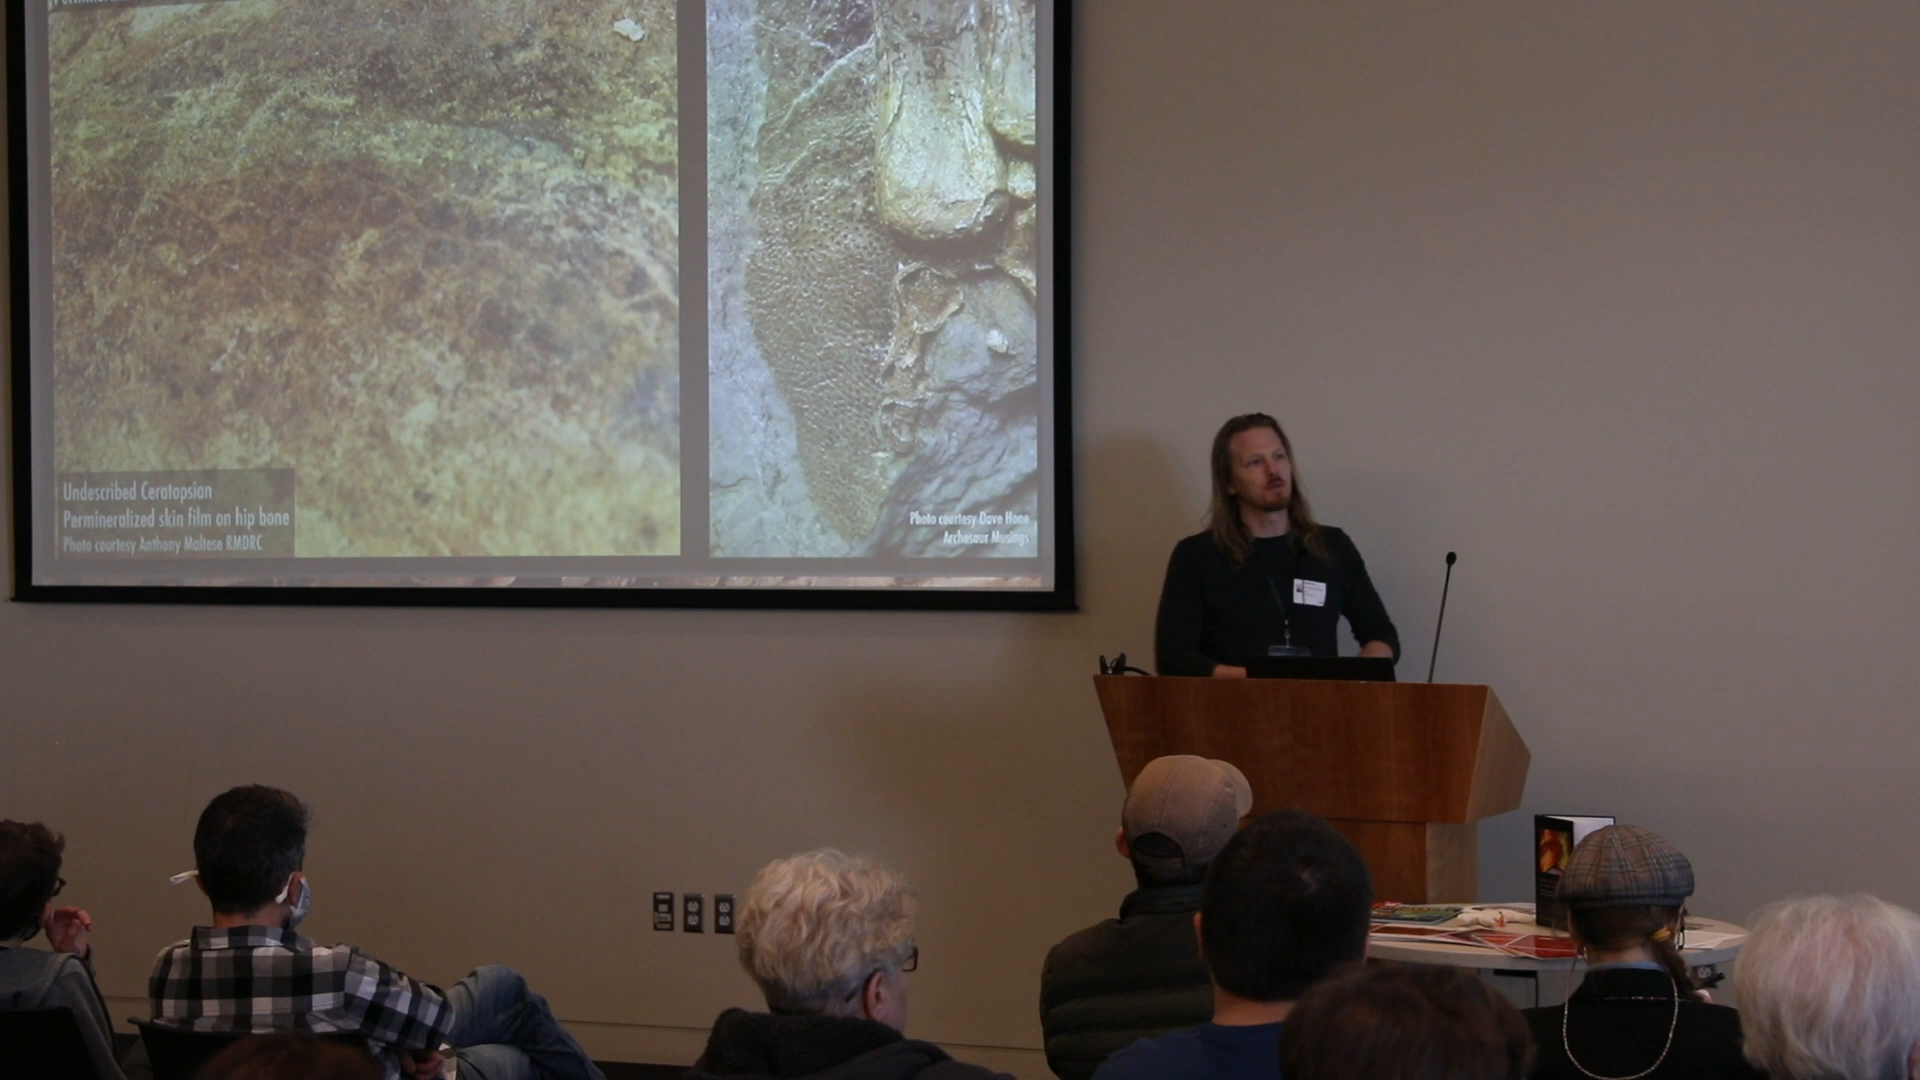 Undescribed Ceratopsian
Permineralized skin film on hip bone
Photo courtesy Anthony Maltese RMDRC
Photo courtesy Dave Hone
Archosaur Musings